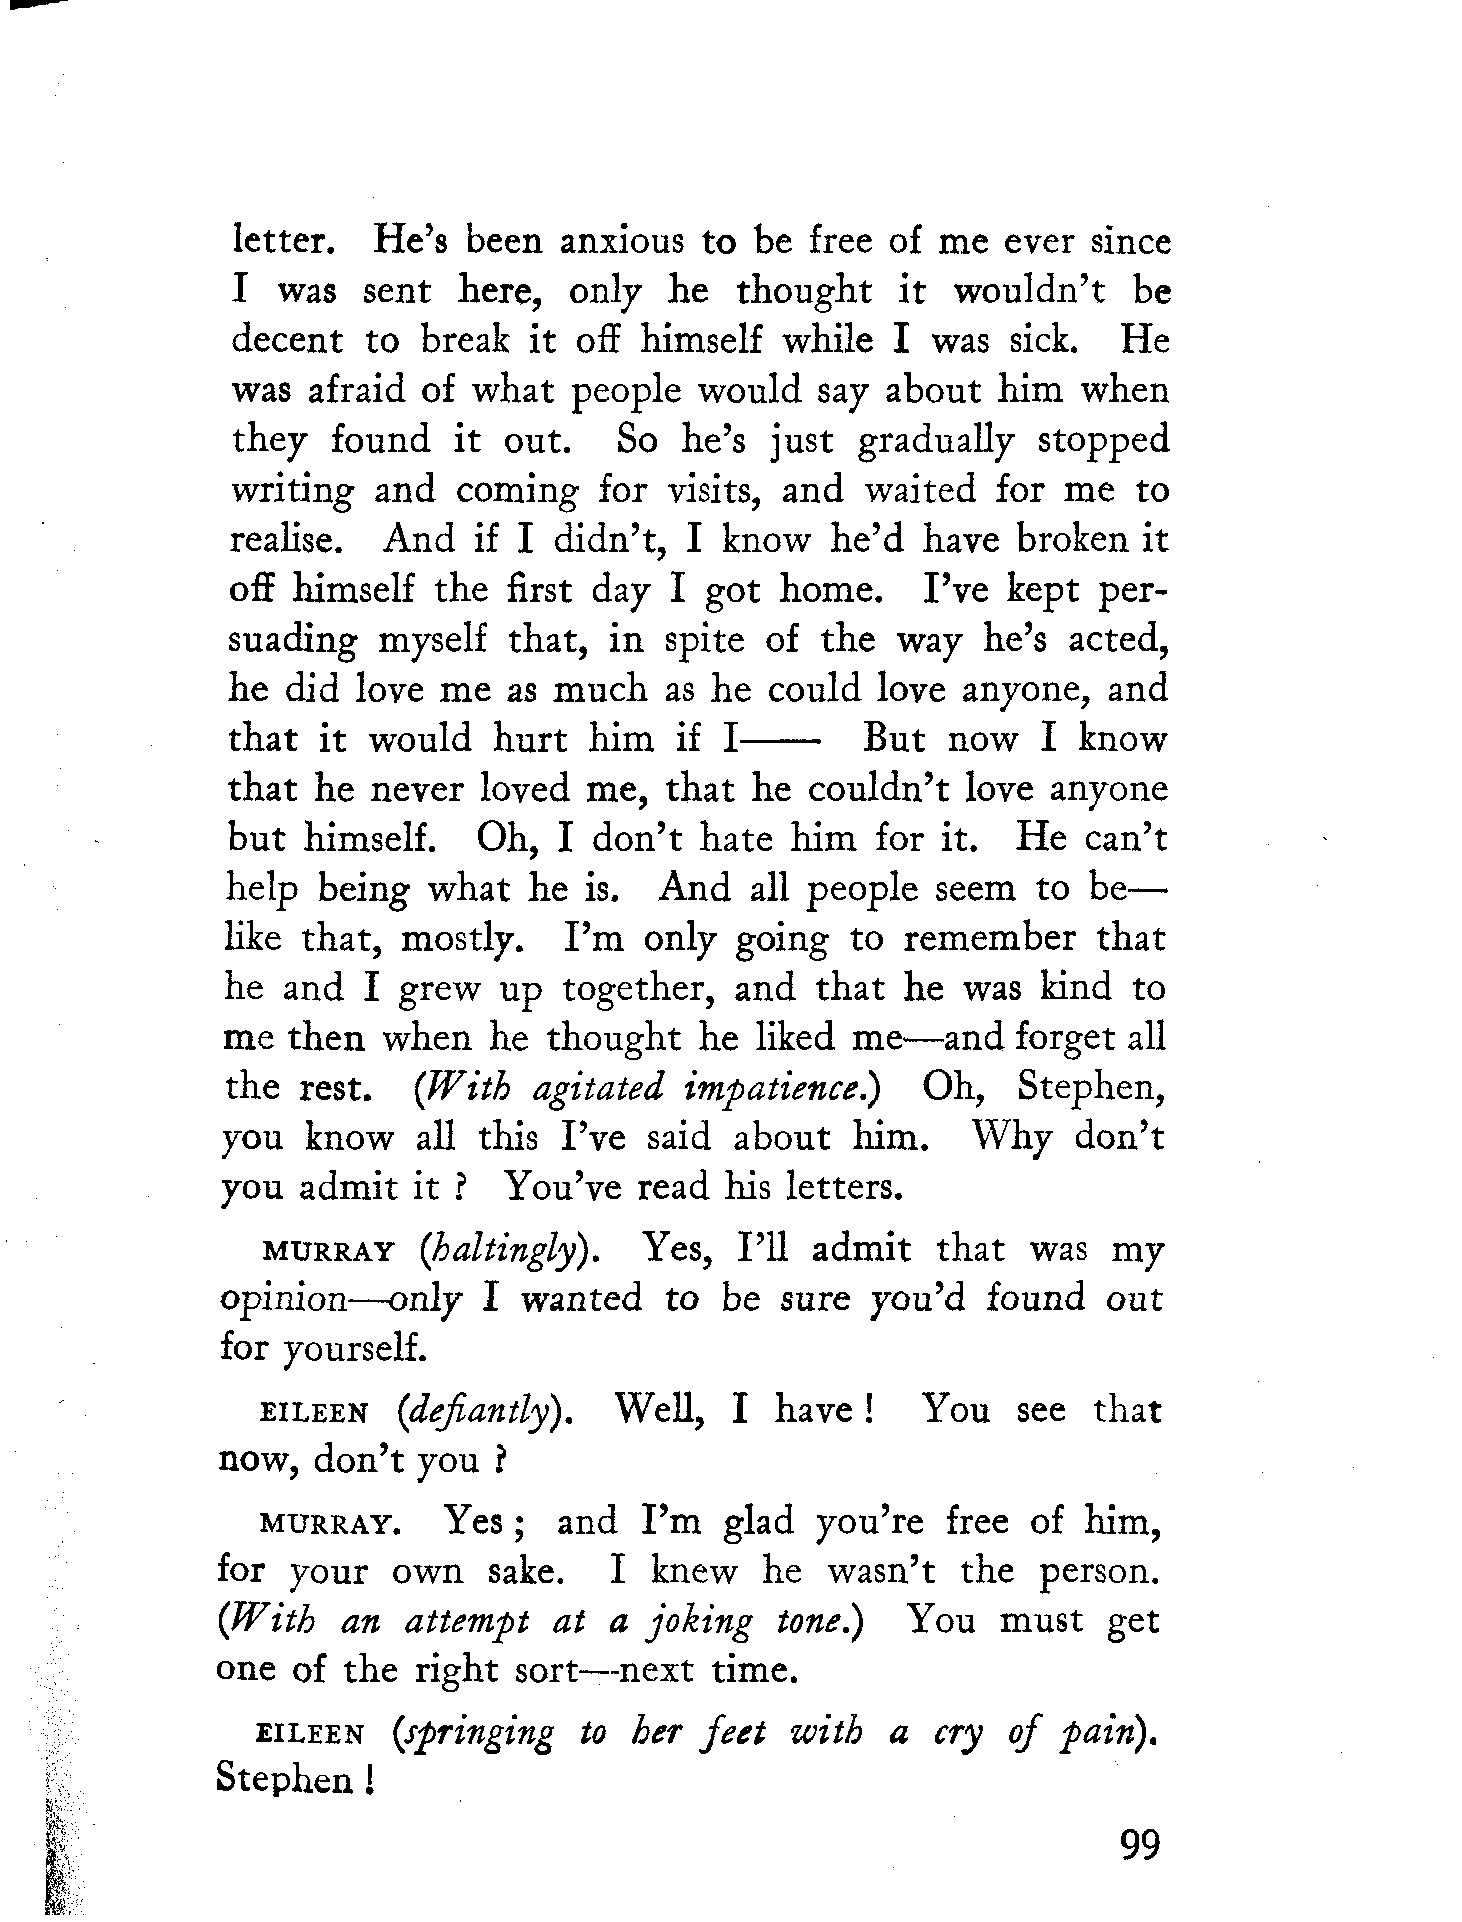 letter. He's been anxious to be free of me ever since
I was sent here, only he thought it wouldn't be
decent to break it off himself while I was sick. He
was afraid of what people would say about him when
they found it out. So he's just gradually stopped
writing and coming for visits, and waited for me to
realise. And if I didn't, I know he'd have broken it
off himself the first day I got home. I've kept per-
suading myself that, in spite of the way he's acted,
he did love me as much as he could love anyone, and
that it would hurt him if I—— But now I know
that he never loved me, that he couldn't love anyone
but himself. Oh, I don't hate him for it. He can't
help being what he is. And all people seem to be—
like that, mostly. I'm only going to remember that
he and I grew up together, and that he was kind to
me then when he thought he liked me—and forget all
the rest. (With agitated impatience.) Oh, Stephen,
you know all this I've said about him. Why don't
you admit it ? You've read his letters.
MURRAY (haltingly). Yes, I'll admit that was my
opinion—only I wanted to be sure you'd found out
for yourself.
EILEEN (defiantly). Well, I have ! You see that
now, don't you ?
MURRAY. Yes ; and I'm glad you're free of him,
for your own sake. I knew he wasn't the person.
(With an attempt at a joking tone.) You must get
one of the right sort—next time.
EILEEN (springing to her feet with a cry of pain).
Stephen !
99